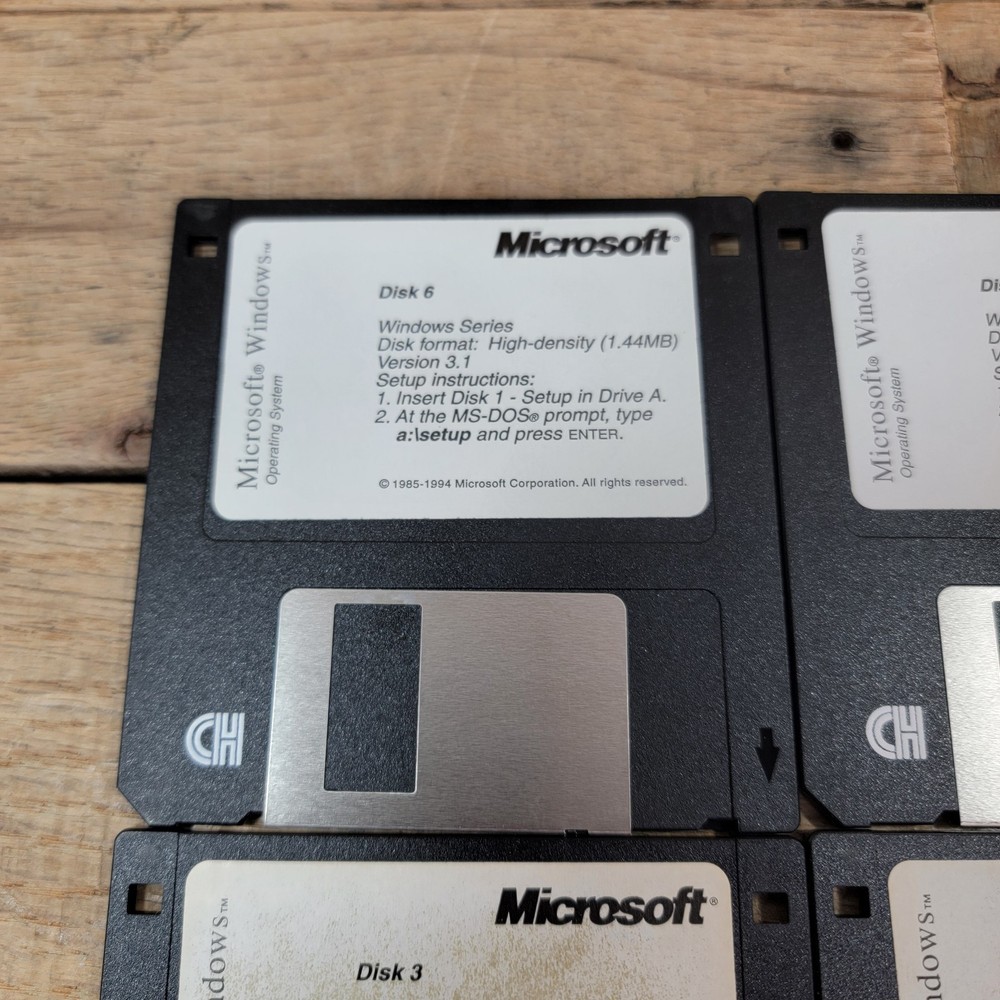 Microsoft®
Disk 6
Windows Series
Disk format: High-density (1.44MB)
Version 3.1
Setup instructions:
1. Insert Disk 1 - Setup in Drive A.
2. At the MS-DOS® prompt, type
a:\setup and press ENTER.
© 1985-1994 Microsoft Corporation. All rights reserved.
Microsoft® Windows™
Operating System
Microsoft® Windows™
Operating System
Microsoft®
Disk 3